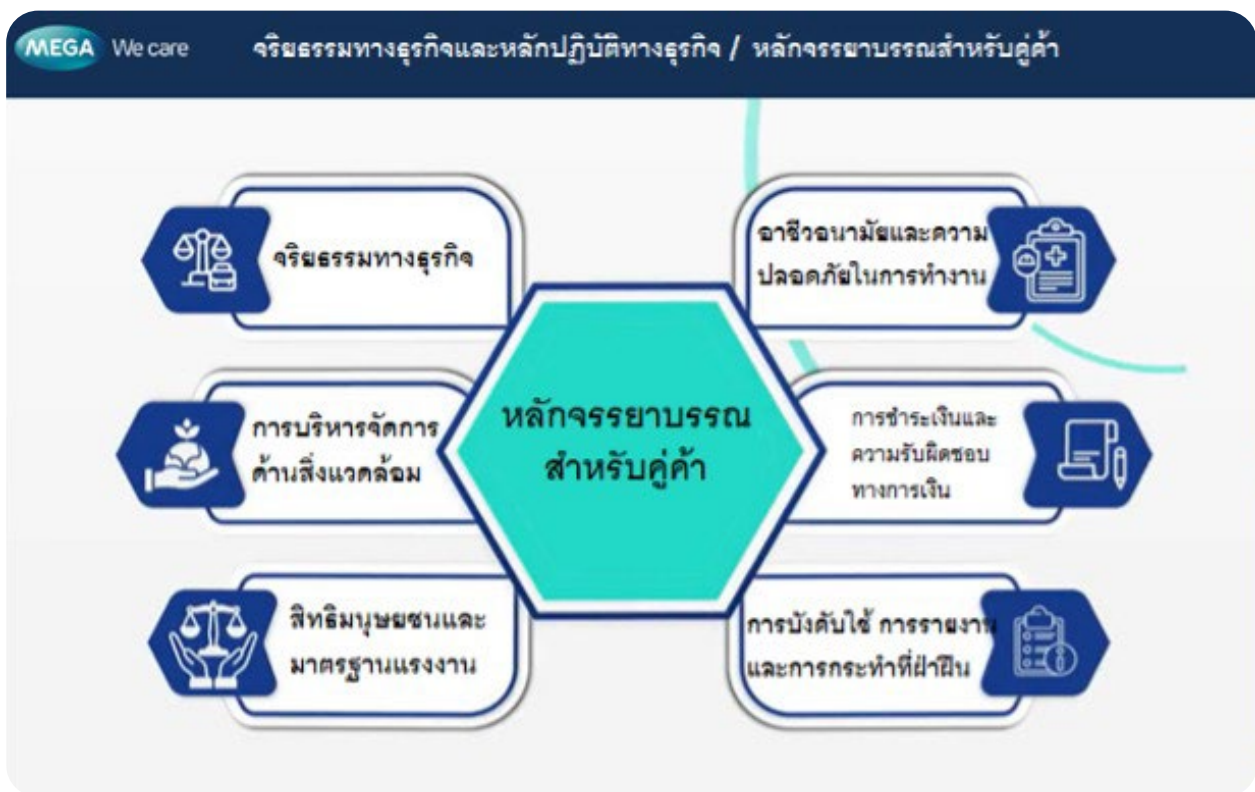 MEGA We care
จริยธรรมทางธุรกิจและหลักปฏิบัติทางธุรกิจ / หลักจรรยาบรรณสำหรับคู่ค้า
จริยธรรมทางธุรกิจ
การบริหารจัดการ
ด้านสิ่งแวดล้อม
สิทธิมนุษยชนและ
มาตรฐานแรงงาน
หลักจรรยาบรรณ
สำหรับคู่ค้า
อาชีวอนามัยและความ
ปลอดภัยในการทำงาน
การชำระเงินและ
ความรับผิดชอบ
ทางการเงิน
การบังคับใช้ การรายงาน
และการกระทำที่ฝ่าฝืน